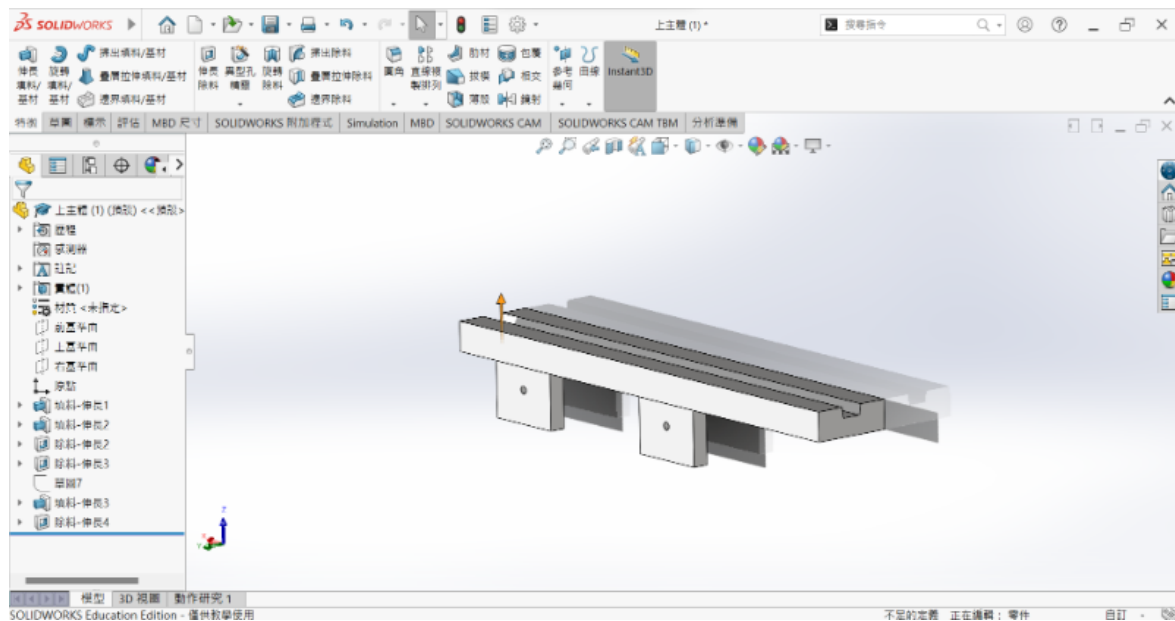 SOLIDWORKS
上主體 (1) *
搜尋指令
伸長填料/基材
旋轉填料/基材
掃出填料/基材
疊層拉伸填料/基材
邊界填料/基材
伸長除料
異型孔精靈
旋轉除料
掃出除料
疊層拉伸除料
邊界除料
圓角
直線複製排列
肋材
拔模
薄殼
包覆
相交
鏡射
參考幾何
曲線
Instant3D
特徵 草圖 標示 評估 MBD 尺寸 SOLIDWORKS 附加程式 Simulation MBD SOLIDWORKS CAM SOLIDWORKS CAM TBM 分析準備
上主體 (1) (預設) <<預設>
歷程
感測器
註記
實體(1)
材質 <未指定>
前基準面
上基準面
右基準面
原點
填料-伸長1
填料-伸長2
除料-伸長2
除料-伸長3
草圖7
填料-伸長3
除料-伸長4
Z
X
Y
模型 3D 視圖 動作研究 1
SOLIDWORKS Education Edition - 僅供教學使用
不足的定義 正在編輯： 零件 自訂